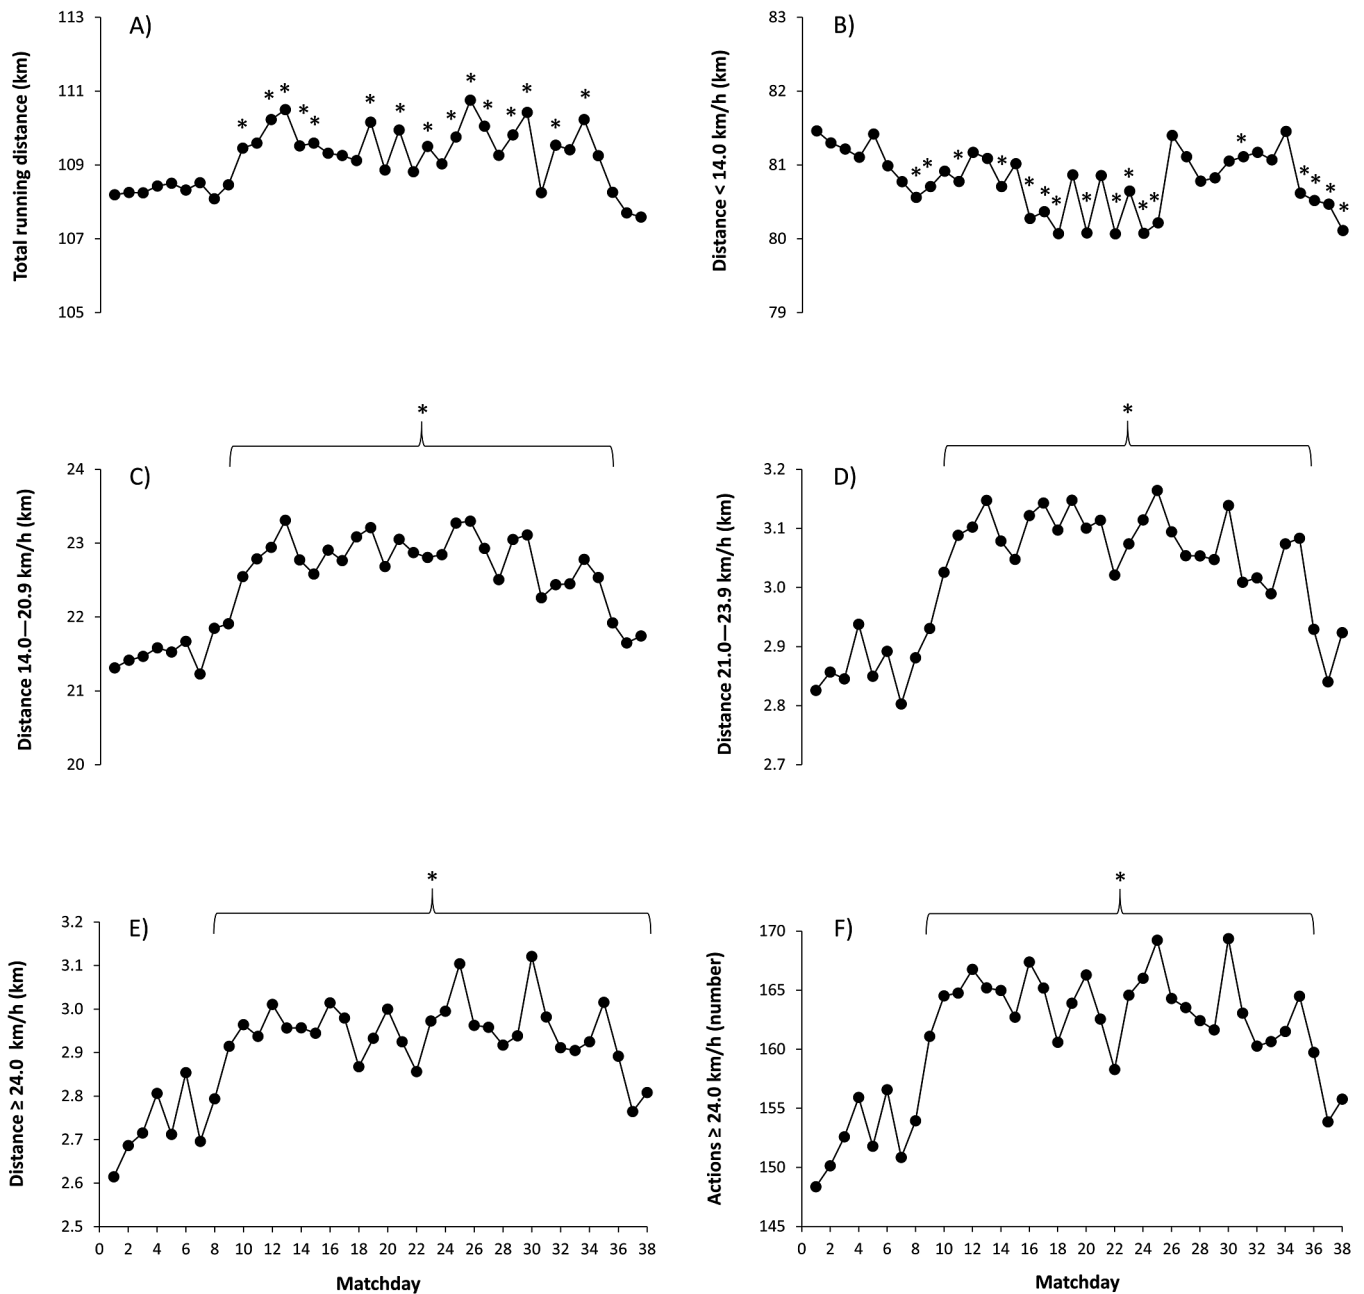 A)
113
111
109
107
105
Total running distance (km)
* * * * * * * * * * * * * * * *
B)
83
82
81
80
79
Distance < 14.0 km/h (km)
* * * * * * * * * * * * * * * * *
*
C)
24
23
22
21
20
Distance 14.0—20.9 km/h (km)
*
D)
3.2
3.1
3.0
2.9
2.8
2.7
Distance 21.0—23.9 km/h (km)
*
E)
3.2
3.1
3.0
2.9
2.8
2.7
2.6
2.5
Distance ≥ 24.0 km/h (km)
0 2 4 6 8 10 12 14 16 18 20 22 24 26 28 30 32 34 36 38
Matchday
*
F)
170
165
160
155
150
145
Actions ≥ 24.0 km/h (number)
0 2 4 6 8 10 12 14 16 18 20 22 24 26 28 30 32 34 36 38
Matchday